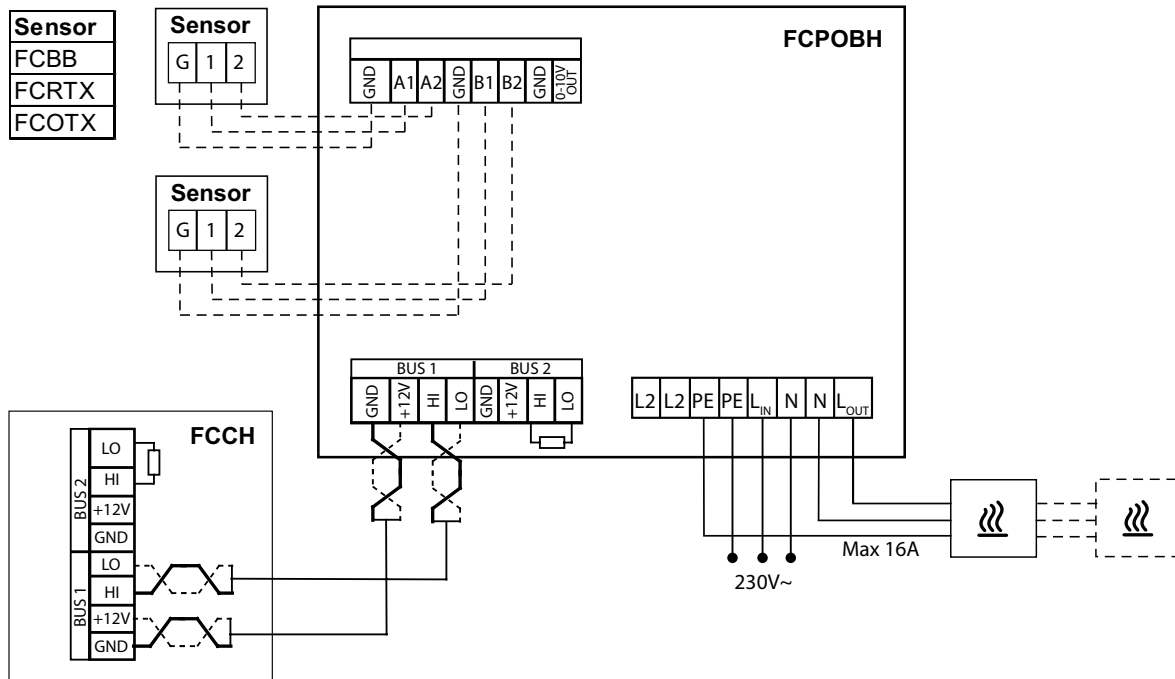 Sensor
FCBB
FCRTX
FCOTX
Sensor
G 1 2
FCPOBH
GND A1 A2 GND B1 B2 GND 0-10V OUT
Sensor
G 1 2
BUS 1 BUS 2
GND +12V HI LO GND +12V HI LO
L2 L2 PE PE LIN N N LOUT
FCCH
BUS 2
LO
HI
+12V
GND
BUS 1
LO
HI
+12V
GND
Max 16A
230V~